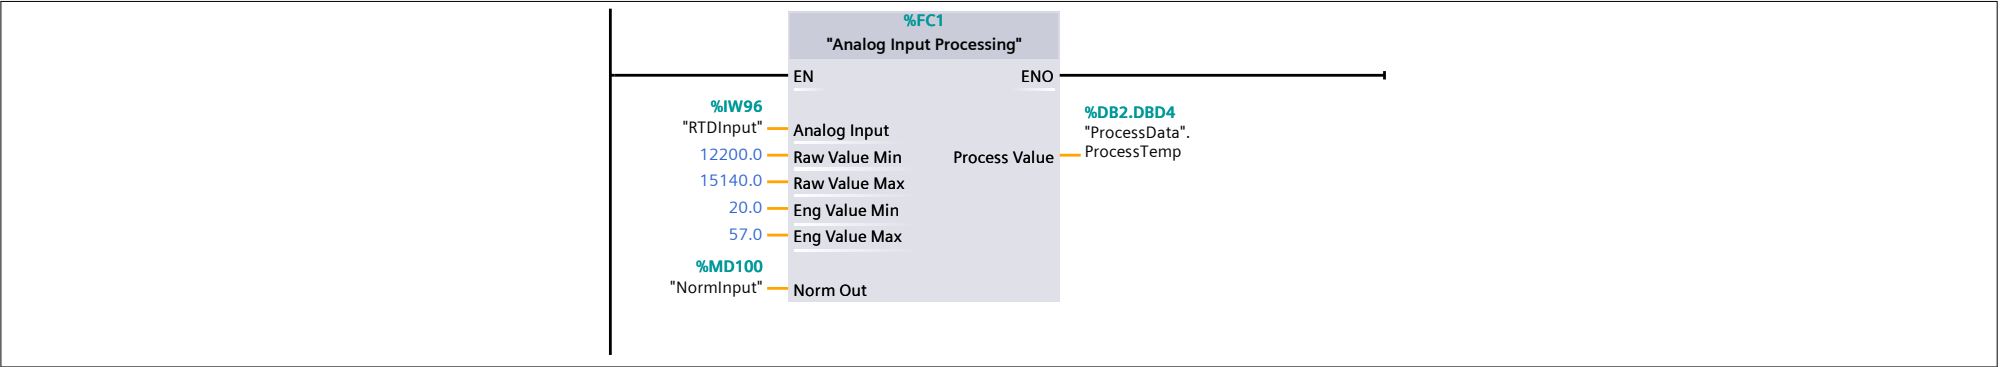 %FC1
"Analog Input Processing"
EN ENO
%IW96
"RTDInput" Analog Input
12200.0 Raw Value Min
15140.0 Raw Value Max
20.0 Eng Value Min
57.0 Eng Value Max
%MD100
"NormInput" Norm Out
Process Value
%DB2.DBD4
"ProcessData".
ProcessTemp